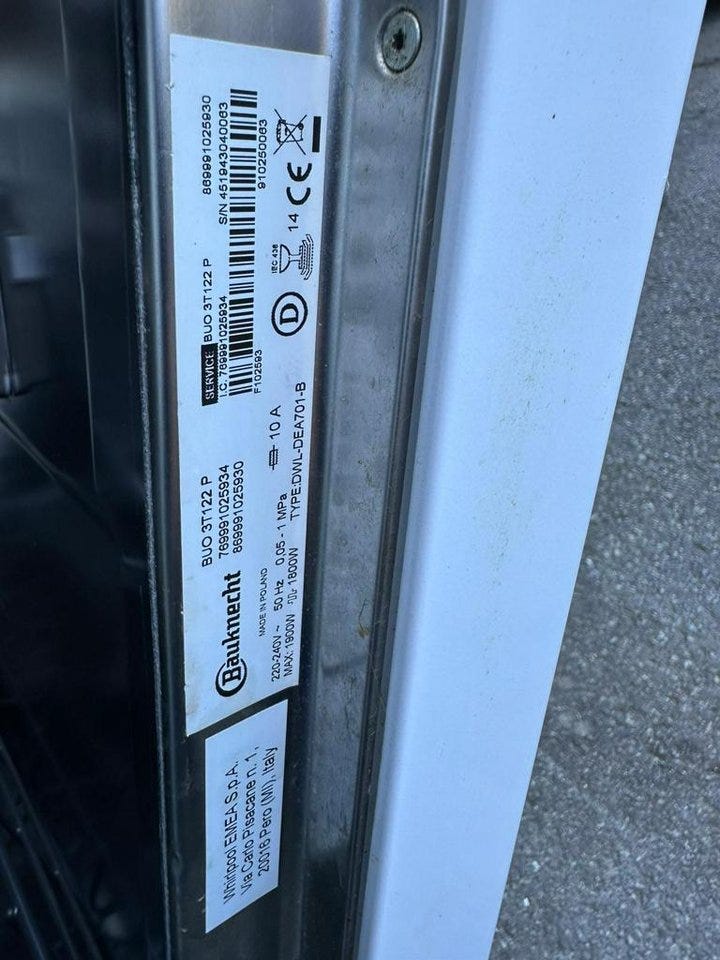 Bauknecht
MADE IN POLAND
BUO 3T122 P
769991025934
869991025930
220-240V ~ 50 Hz 0,05 - 1 MPa 10 A
MAX: 1900W 1800W TYPE:DWL-DEA701-B
SERVICE BUO 3T122 P 869991025930
I.C. 769991025934 S/N 451943040063
F102593 910250063
D IEC 436 14 CE
Whirlpool EMEA S.p.A.
Via Carlo Pisacane n. 1,
20016 Pero (MI), Italy